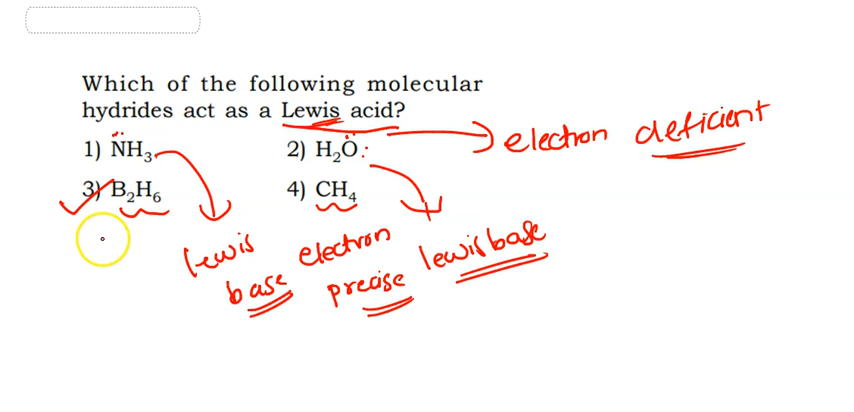 Which of the following molecular
hydrides act as a Lewis acid?
electron deficient
1) NH3 2) H2O:
3) B2H6 4) CH4
lewis base
electron precise
lewis base